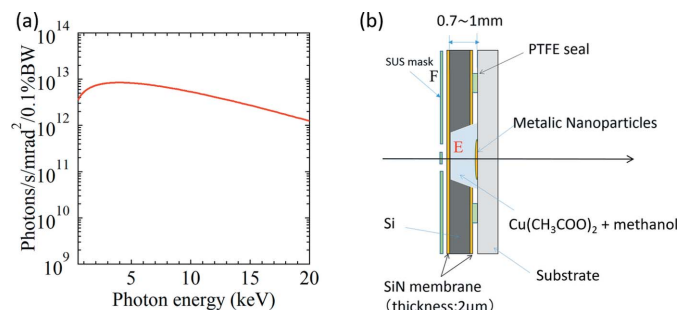 (a)
10^14
10^13
10^12
10^11
10^10
10^9
Photons/s/mrad^2/0.1%BW
5
10
15
20
Photon energy (keV)
(b)
0.7~1mm
SUS mask
F
PTFE seal
E
Metalic Nanoparticles
Cu(CH₃COO)₂ + methanol
Si
Substrate
SiN membrane
(thickness:2um)